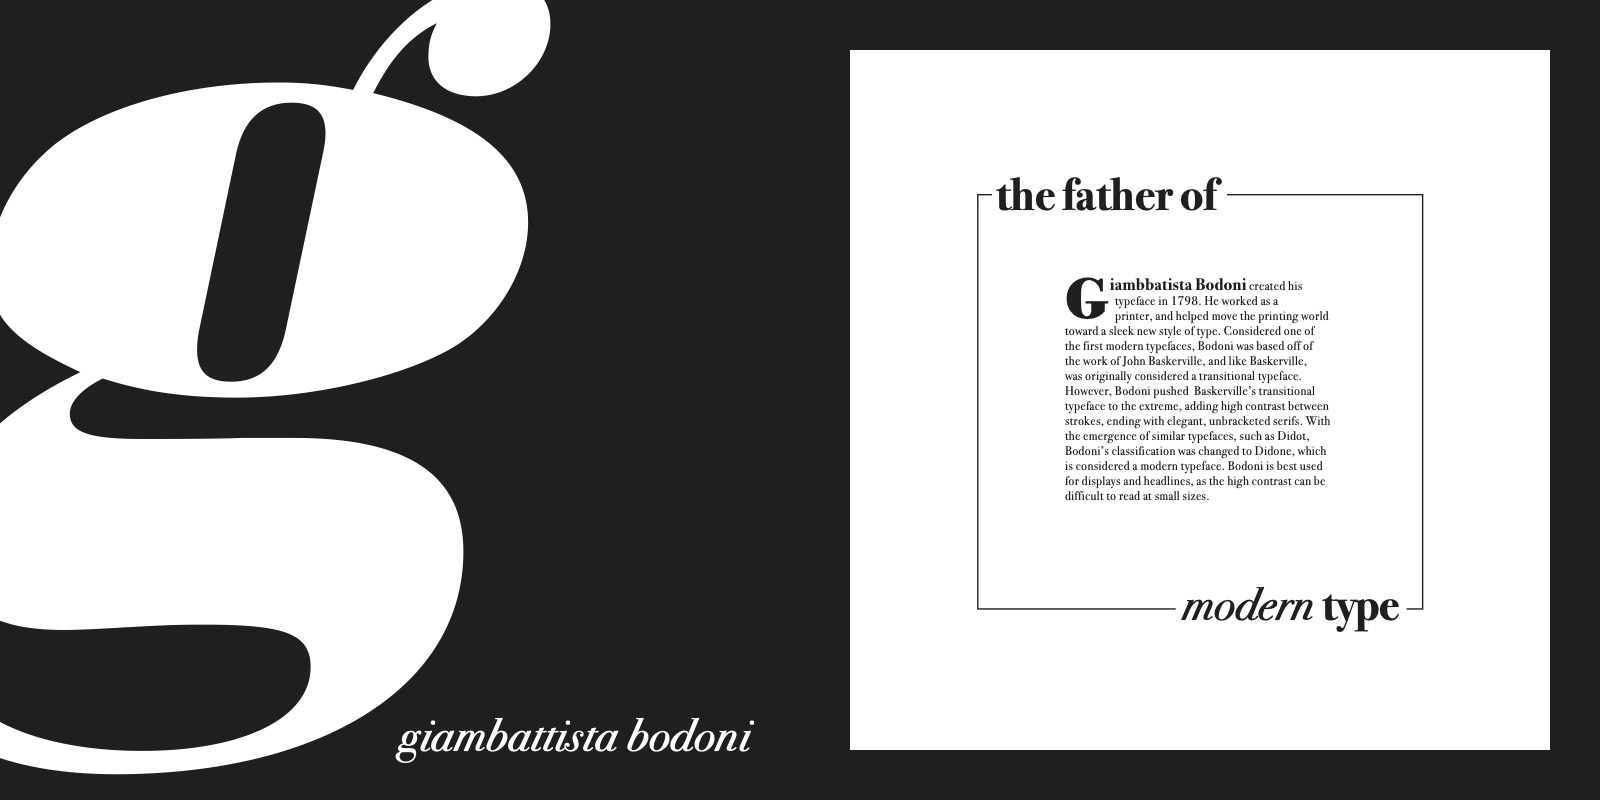 g
giambattista bodoni
the father of
Giambbatista Bodoni created his
typeface in 1798. He worked as a
printer, and helped move the printing world
toward a sleek new style of type. Considered one of
the first modern typefaces, Bodoni was based off of
the work of John Baskerville, and like Baskerville,
was originally considered a transitional typeface.
However, Bodoni pushed  Baskerville’s transitional
typeface to the extreme, adding high contrast between
strokes, ending with elegant, unbracketed serifs. With
the emergence of similar typefaces, such as Didot,
Bodoni’s classification was changed to Didone, which
is considered a modern typeface. Bodoni is best used
for displays and headlines, as the high contrast can be
difficult to read at small sizes.
modern type